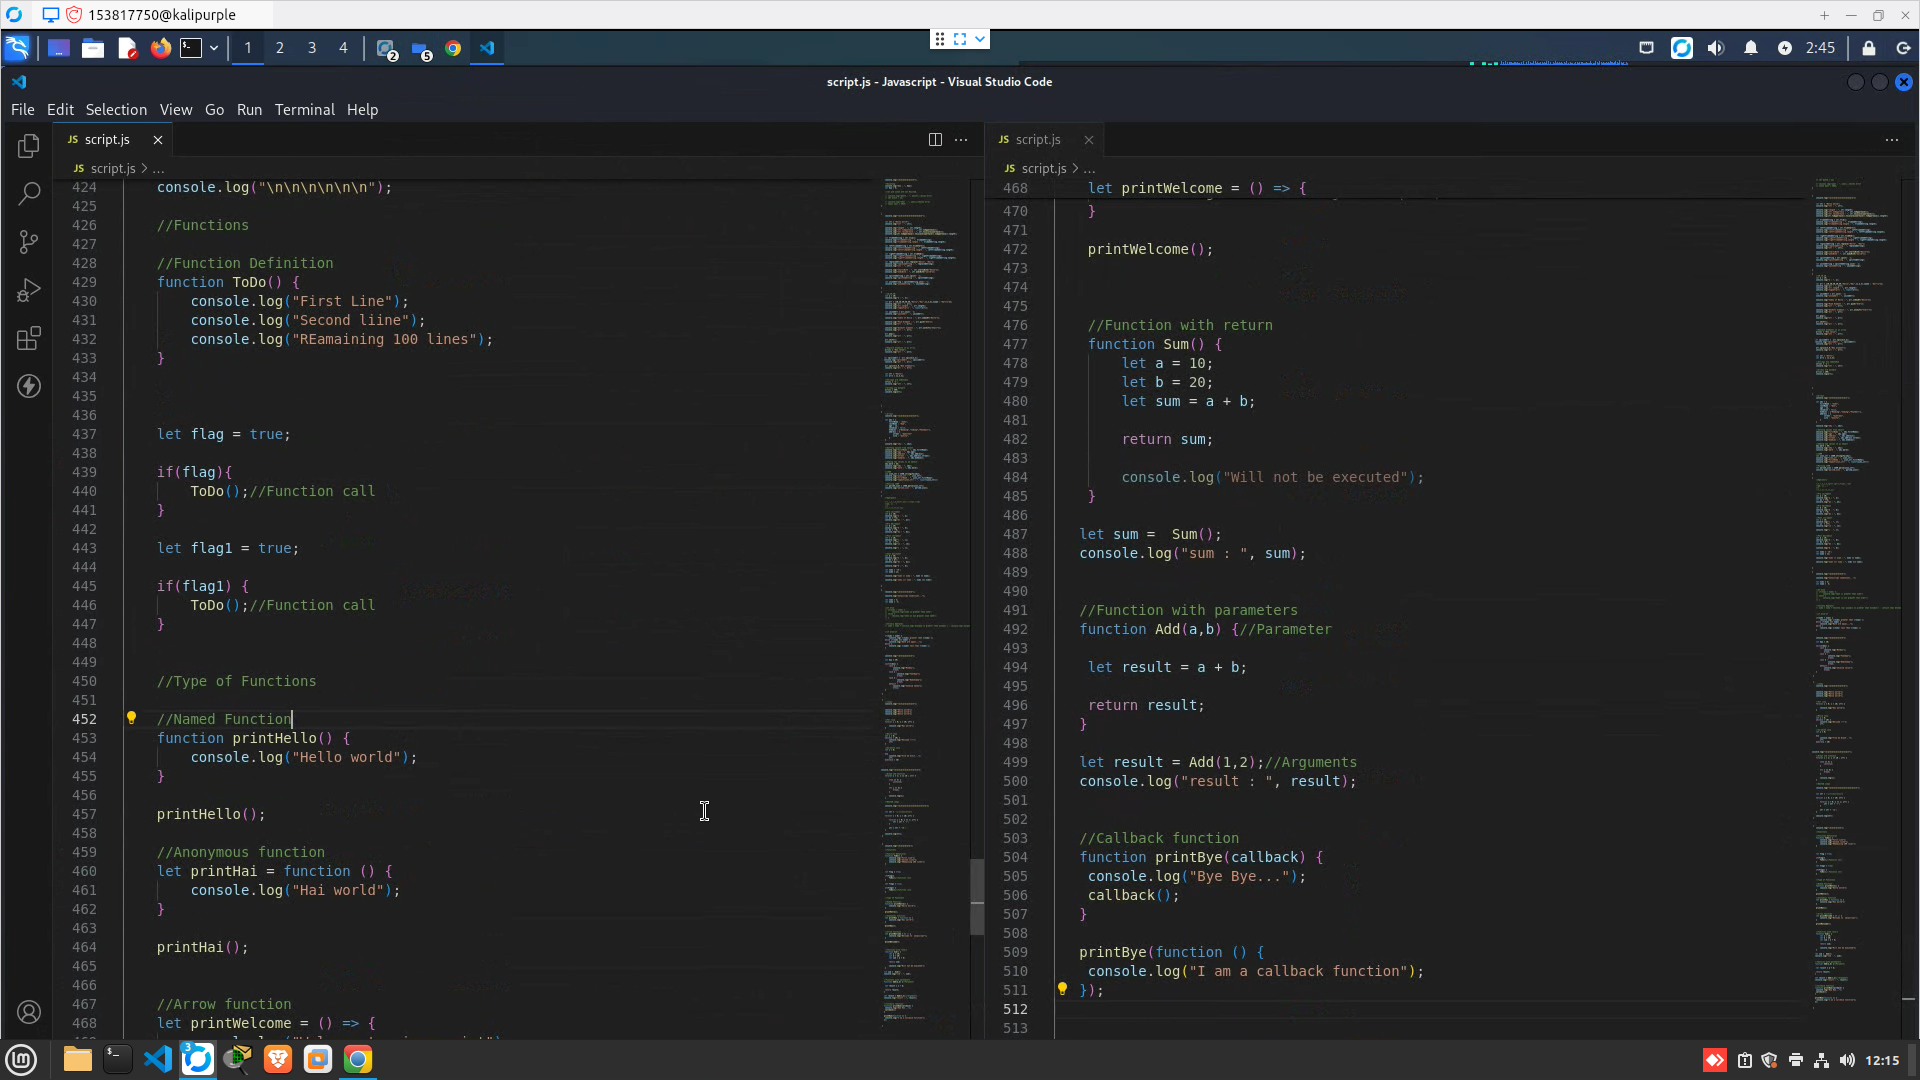 153817750@kalipurple
1 2 3 4 2 5 2:45
script.js - Javascript - Visual Studio Code
File Edit Selection View Go Run Terminal Help
JS script.js
JS script.js > ...
424 console.log("\n\n\n\n\n\n");
425
426 //Functions
427
428 //Function Definition
429 function ToDo() {
430 console.log("First Line");
431 console.log("Second liine");
432 console.log("REamaining 100 lines");
433 }
434
435
436
437 let flag = true;
438
439 if(flag){
440 ToDo();//Function call
441 }
442
443 let flag1 = true;
444
445 if(flag1) {
446 ToDo();//Function call
447 }
448
449
450 //Type of Functions
451
452 //Named Function
453 function printHello() {
454 console.log("Hello world");
455 }
456
457 printHello();
458
459 //Anonymous function
460 let printHai = function () {
461 console.log("Hai world");
462 }
463
464 printHai();
465
466
467 //Arrow function
468 let printWelcome = () => {
JS script.js
JS script.js > ...
468 let printWelcome = () => {
470 }
471
472 printWelcome();
473
474
475
476 //Function with return
477 function Sum() {
478 let a = 10;
479 let b = 20;
480 let sum = a + b;
481
482 return sum;
483
484 console.log("Will not be executed");
485 }
486
487 let sum =  Sum();
488 console.log("sum : ", sum);
489
490
491 //Function with parameters
492 function Add(a,b) {//Parameter
493
494 let result = a + b;
495
496 return result;
497 }
498
499 let result = Add(1,2);//Arguments
500 console.log("result : ", result);
501
502
503 //Callback function
504 function printBye(callback) {
505 console.log("Bye Bye...");
506 callback();
507 }
508
509 printBye(function () {
510 console.log("I am a callback function");
511 });
512
513
3
12:15